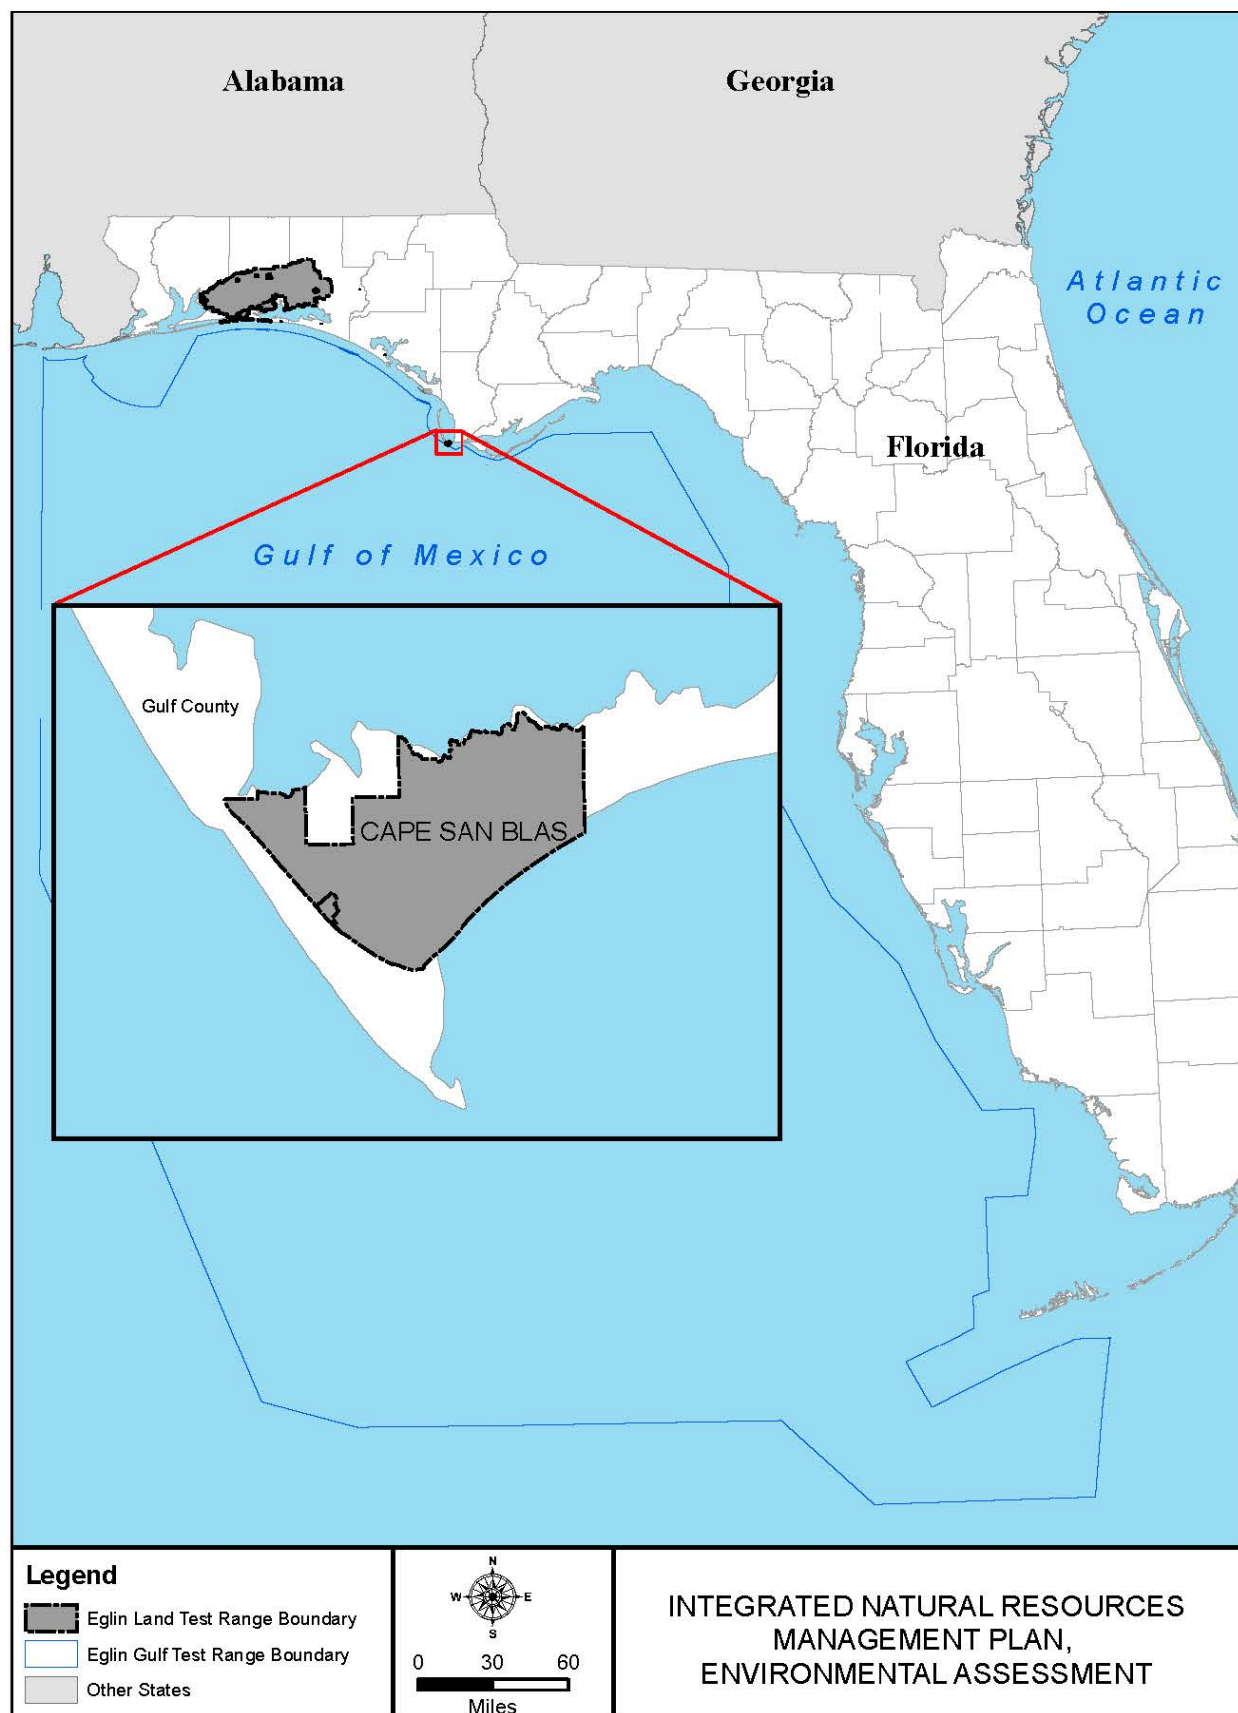 Alabama
Georgia
Atlantic
Ocean
Florida
Gulf of Mexico
Gulf County
CAPE SAN BLAS
Legend
Eglin Land Test Range Boundary
Eglin Gulf Test Range Boundary
Other States
N
W E
S
0 30 60
Miles
INTEGRATED NATURAL RESOURCES
MANAGEMENT PLAN,
ENVIRONMENTAL ASSESSMENT